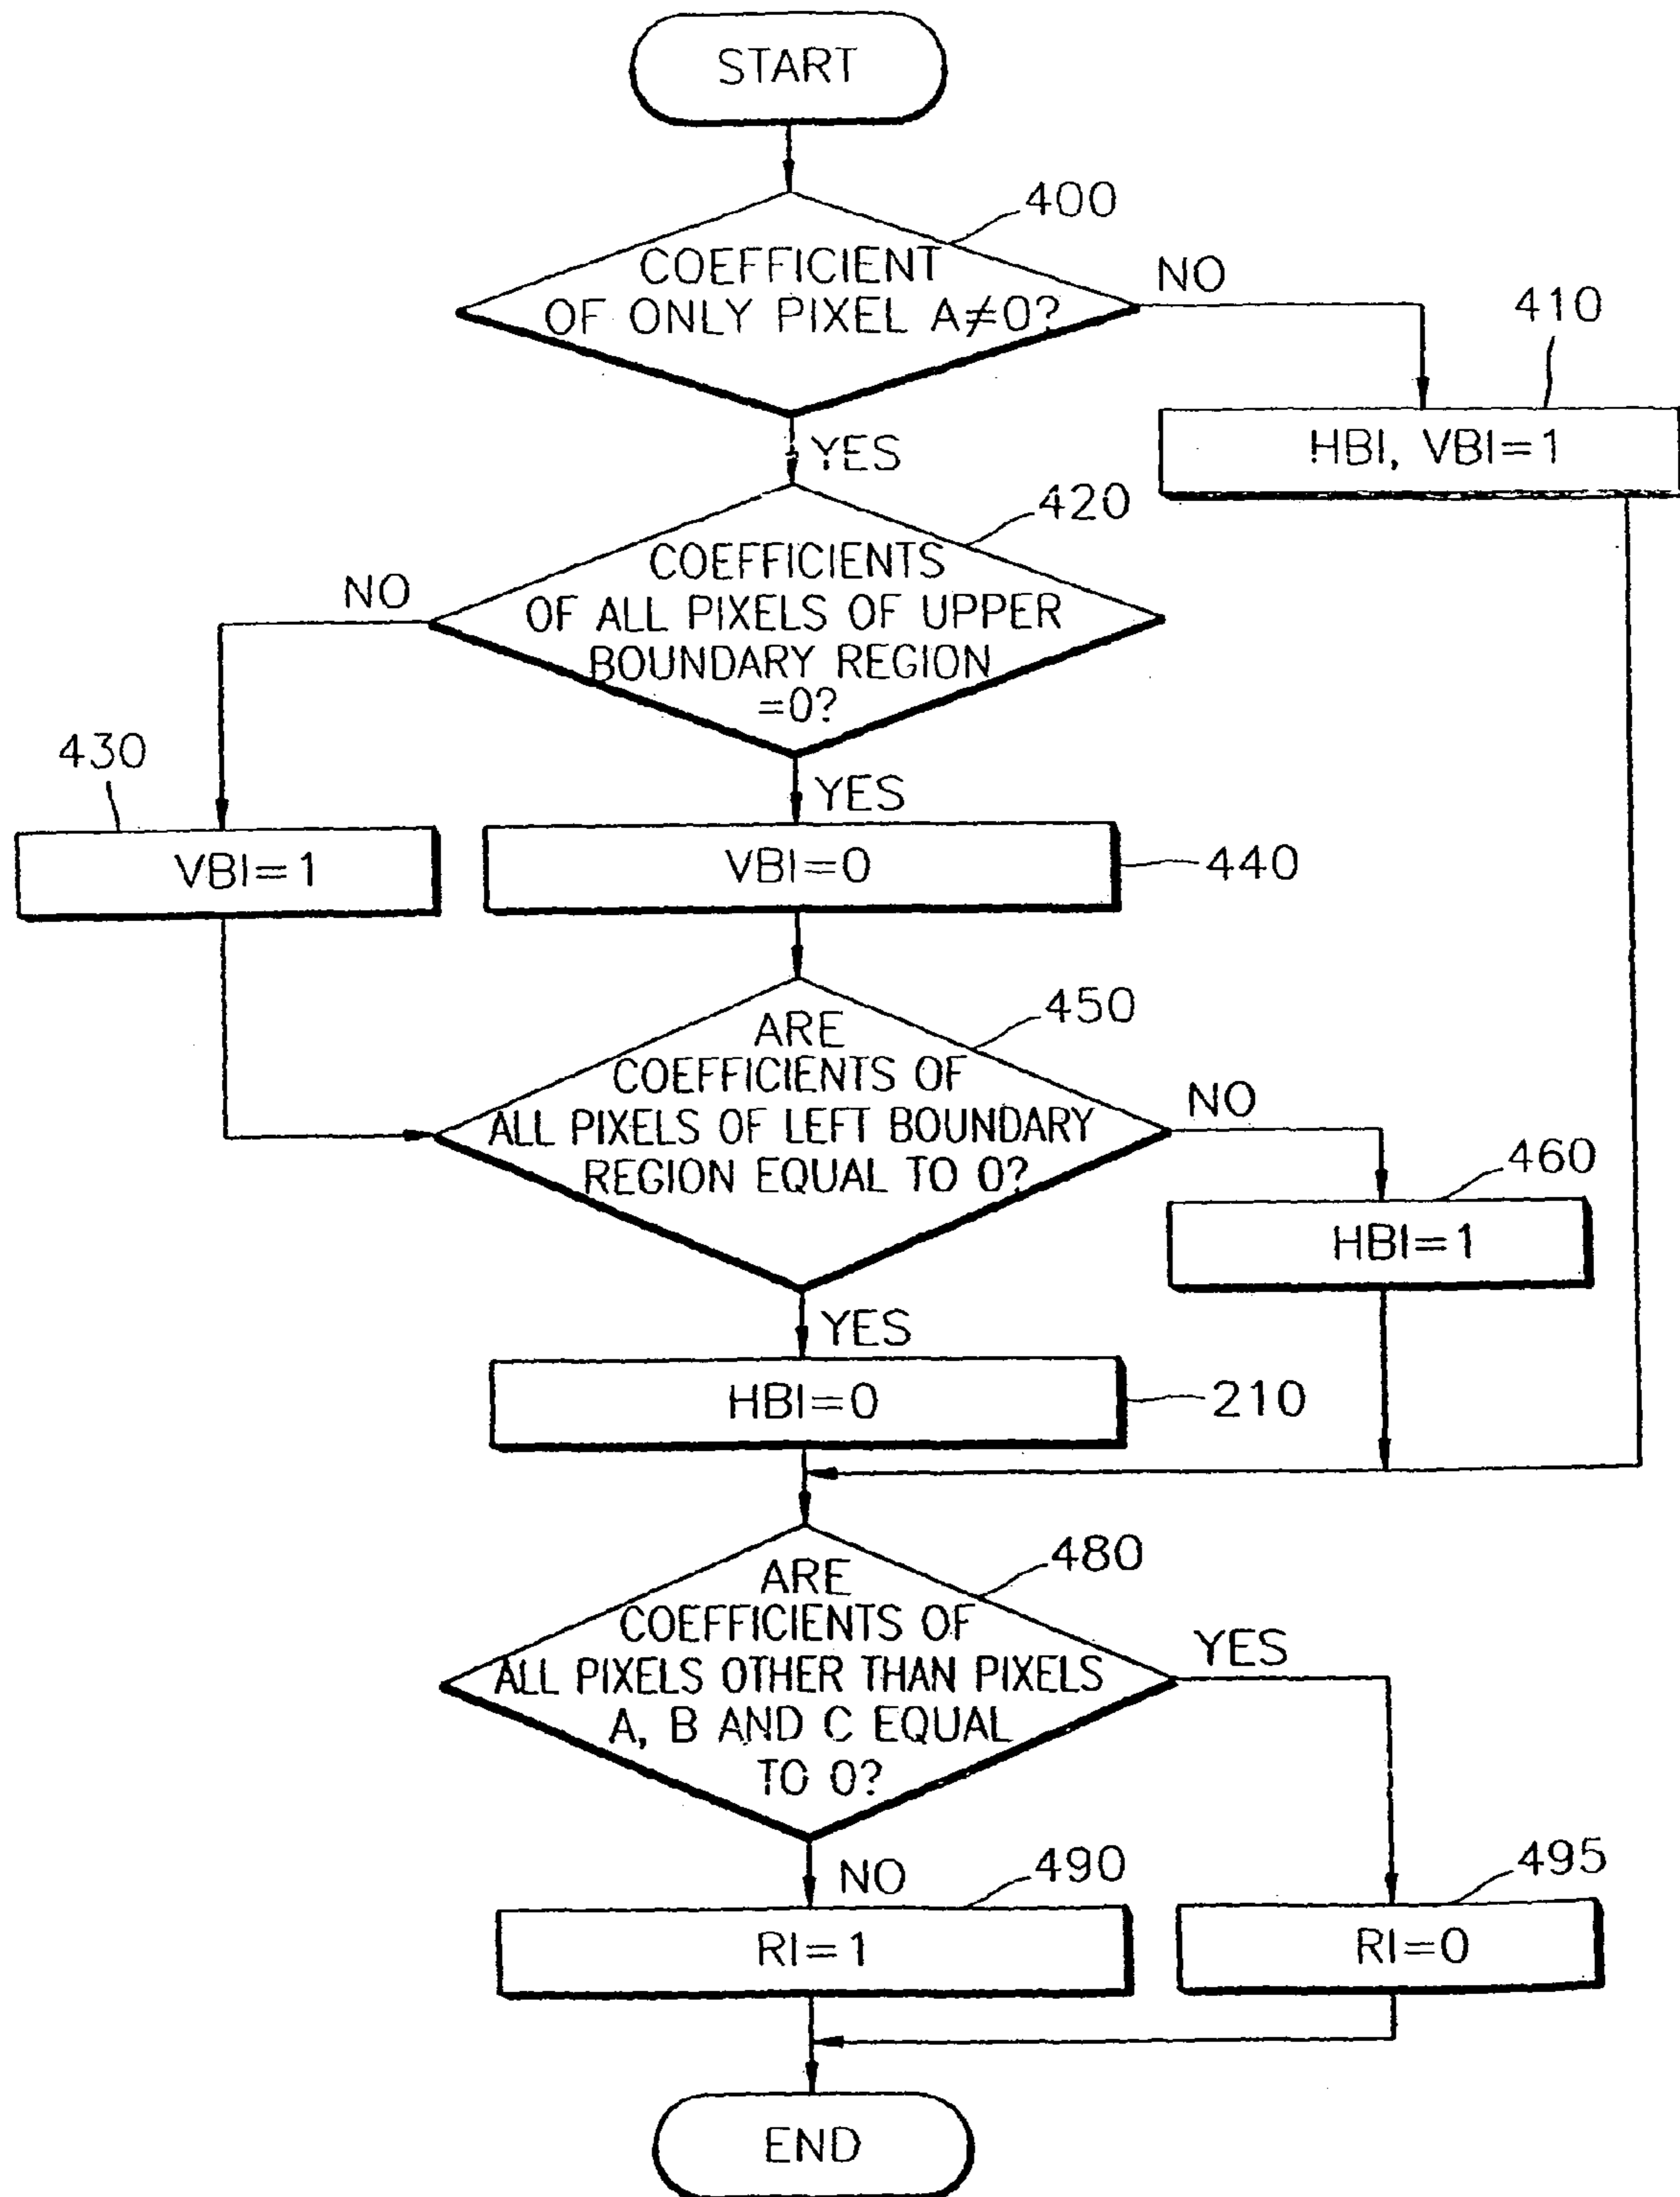 START
400
COEFFICIENT
OF ONLY PIXEL A≠0?
NO
410
HBI, VBI=1
YES
420
COEFFICIENTS
OF ALL PIXELS OF UPPER
BOUNDARY REGION
=0?
NO
430
VBI=1
YES
VBI=0
440
450
ARE
COEFFICIENTS OF
ALL PIXELS OF LEFT BOUNDARY
REGION EQUAL TO 0?
NO
460
HBI=1
YES
HBI=0
210
480
ARE
COEFFICIENTS OF
ALL PIXELS OTHER THAN PIXELS
A, B AND C EQUAL
TO 0?
YES
NO
490
RI=1
495
RI=0
END